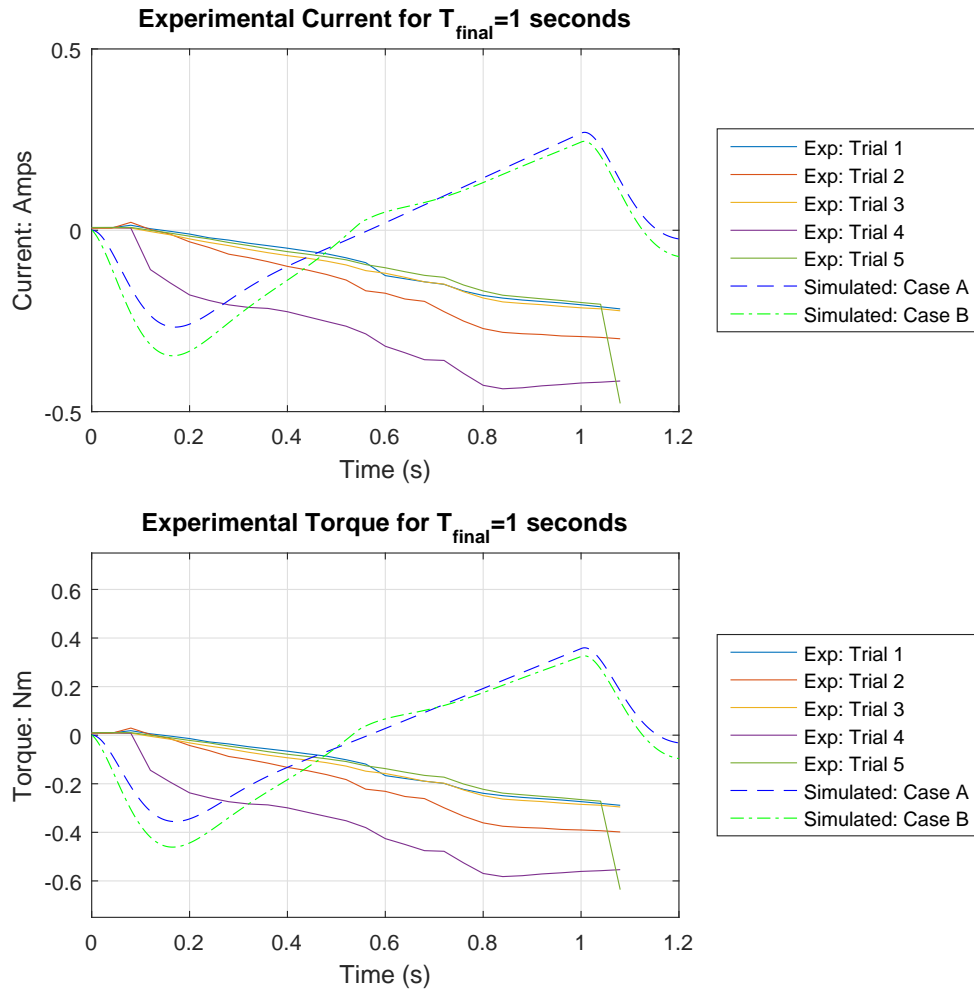 Experimental Current for T_final=1 seconds
0.5
0
-0.5
Current: Amps
0 0.2 0.4 0.6 0.8 1 1.2
Time (s)
Exp: Trial 1
Exp: Trial 2
Exp: Trial 3
Exp: Trial 4
Exp: Trial 5
Simulated: Case A
Simulated: Case B
Experimental Torque for T_final=1 seconds
0.6
0.4
0.2
0
-0.2
-0.4
-0.6
Torque: Nm
0 0.2 0.4 0.6 0.8 1 1.2
Time (s)
Exp: Trial 1
Exp: Trial 2
Exp: Trial 3
Exp: Trial 4
Exp: Trial 5
Simulated: Case A
Simulated: Case B